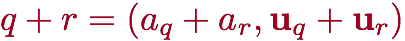 q + r = (a_q + a_r, 𝐮_q + 𝐮_r)